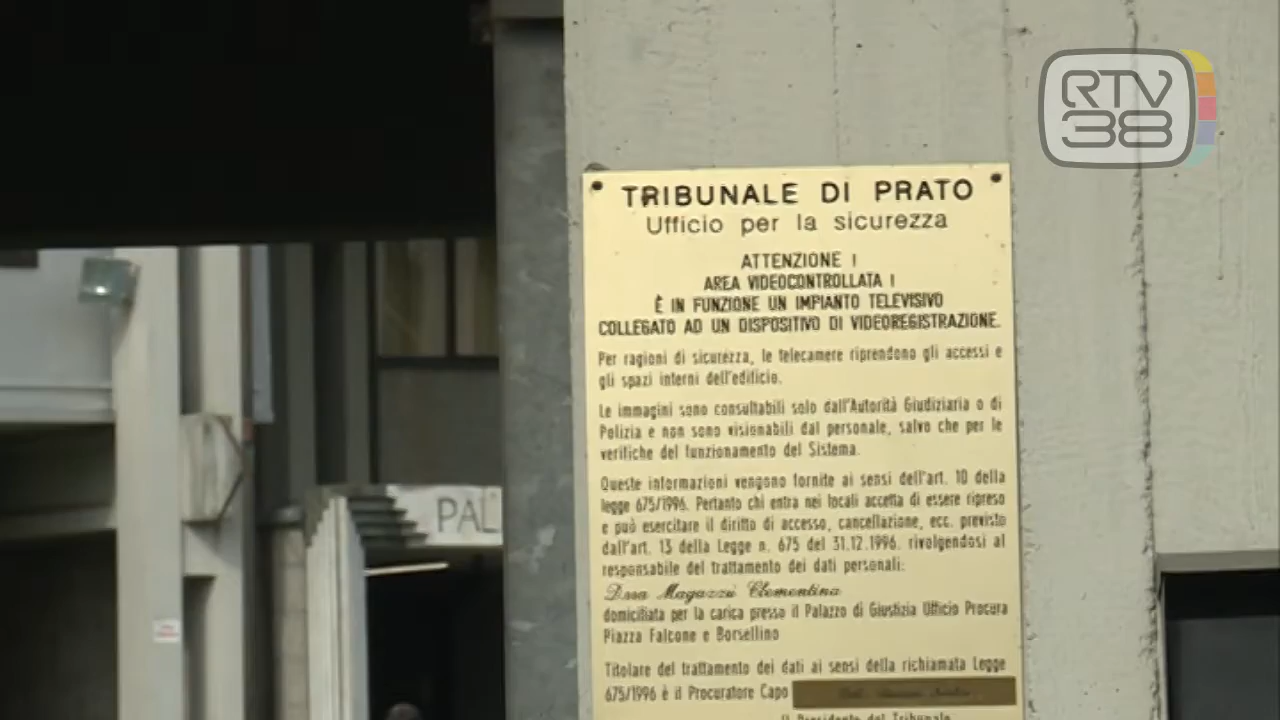 RTV
38
TRIBUNALE DI PRATO
Ufficio per la sicurezza
ATTENZIONE !
AREA VIDEOCONTROLLATA !
È IN FUNZIONE UN IMPIANTO TELEVISIVO
COLLEGATO AD UN DISPOSITIVO DI VIDEOREGISTRAZIONE.
Per ragioni di sicurezza, le telecamere riprendono gli accessi e
gli spazi interni dell'edificio.
Le immagini sono consultabili solo dall'Autorità Giudiziaria o di
Polizia e non sono visionabili dal personale, salvo che per le
verifiche del funzionamento del Sistema.
Queste informazioni vengono fornite ai sensi dell'art. 10 della
legge 675/1996. Pertanto chi entra nei locali accetta di essere ripreso
e può esercitare il diritto di accesso, cancellazione, ecc. previsto
dall'art. 13 della Legge n. 675 del 31.12.1996. rivolgendosi al
responsabile del trattamento dei dati personali:
D.ssa Magazzù Clementina
domiciliata per la carica presso il Palazzo di Giustizia Ufficio Procura
Piazza Falcone e Borsellino
Titolare del trattamento dei dati ai sensi della richiamata Legge
675/1996 è il Procuratore Capo
Il Presidente del Tribunale
PAL